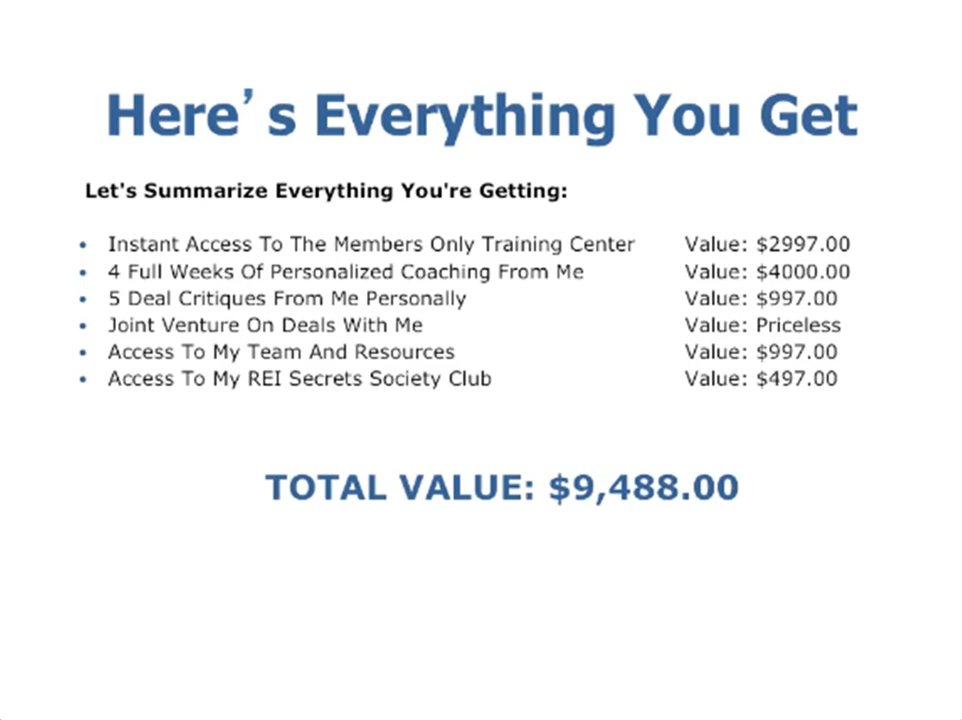 Here’s Everything You Get
Let's Summarize Everything You're Getting:
• Instant Access To The Members Only Training Center Value: $2997.00
• 4 Full Weeks Of Personalized Coaching From Me Value: $4000.00
• 5 Deal Critiques From Me Personally Value: $997.00
• Joint Venture On Deals With Me Value: Priceless
• Access To My Team And Resources Value: $997.00
• Access To My REI Secrets Society Club Value: $497.00
TOTAL VALUE: $9,488.00